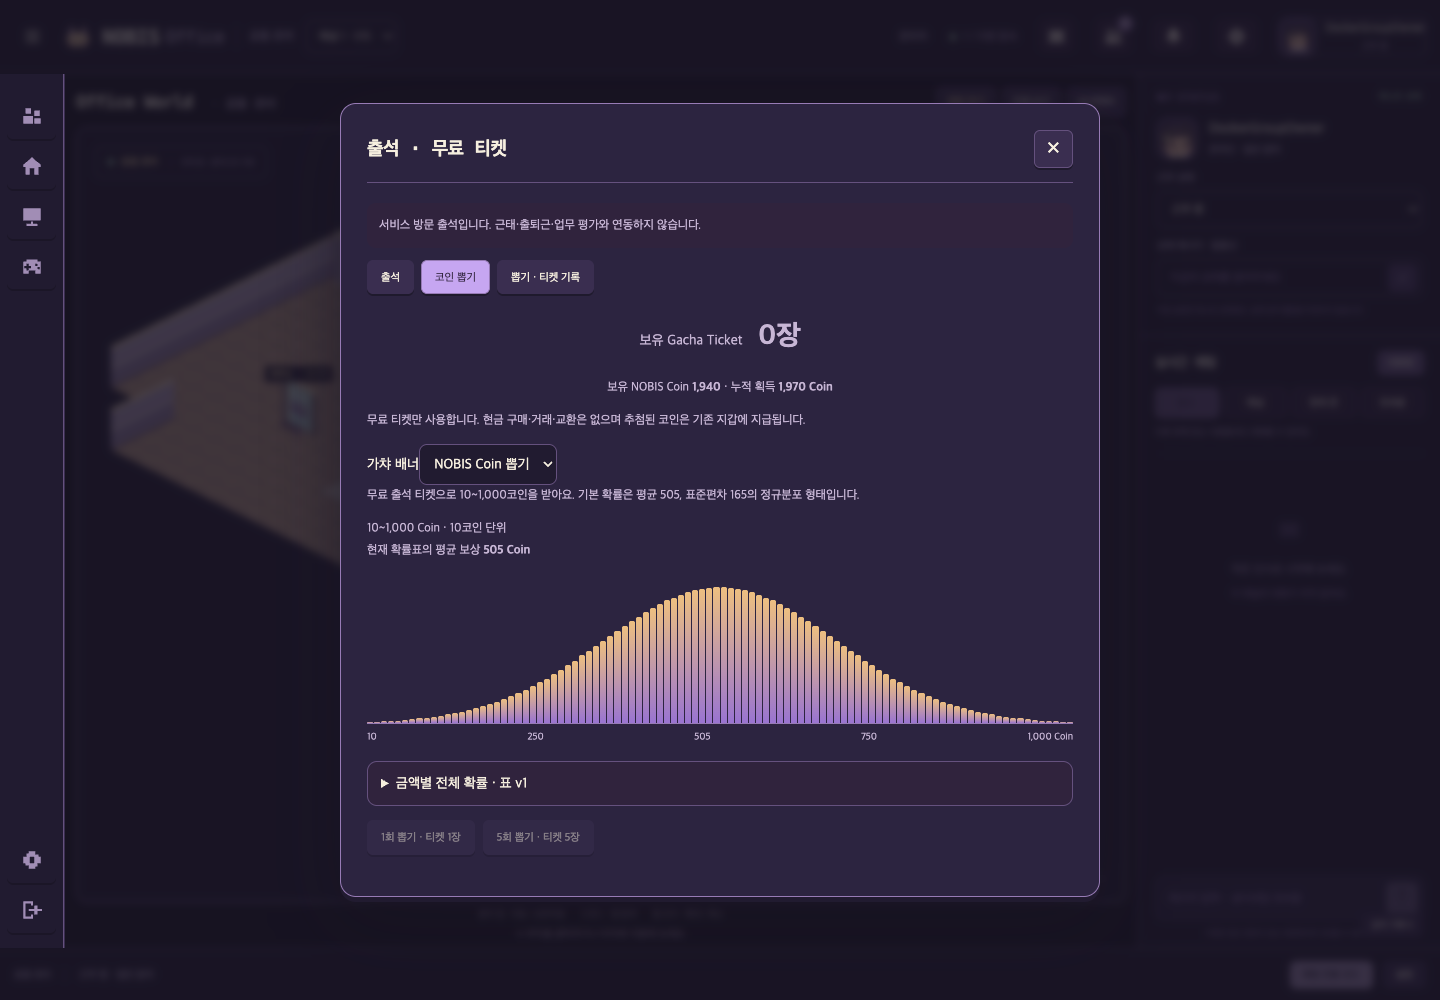 NOBIS Office
Office World
출석 · 무료 티켓
서비스 방문 출석입니다. 근태·출퇴근·업무 평가와 연동하지 않습니다.
출석 코인 뽑기 뽑기 · 티켓 기록
보유 Gacha Ticket 0장
보유 NOBIS Coin 1,940 · 누적 획득 1,970 Coin
무료 티켓만 사용합니다. 현금 구매·거래·교환은 없으며 추첨된 코인은 기존 지갑에 지급됩니다.
가챠 배너 NOBIS Coin 뽑기
무료 출석 티켓으로 10~1,000코인을 받아요. 기본 확률은 평균 505, 표준편차 165의 정규분포 형태입니다.
10~1,000 Coin · 10코인 단위
현재 확률표의 평균 보상 505 Coin
10 250 505 750 1,000 Coin
▶ 금액별 전체 확률 · 표 v1
1회 뽑기 · 티켓 1장 5회 뽑기 · 티켓 5장